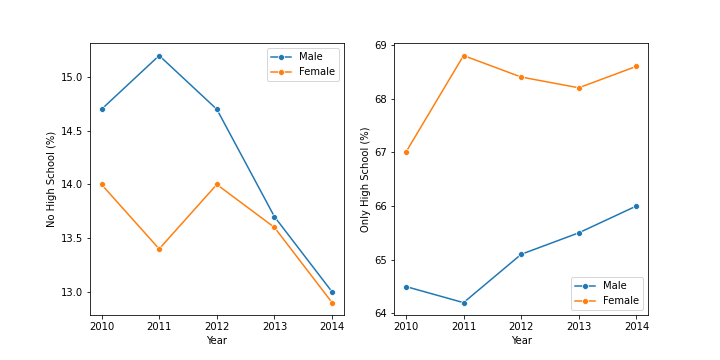 No High School (%)
15.0
14.5
14.0
13.5
13.0
2010 2011 2012 2013 2014
Year
Male
Female
Only High School (%)
69
68
67
66
65
64
2010 2011 2012 2013 2014
Year
Male
Female